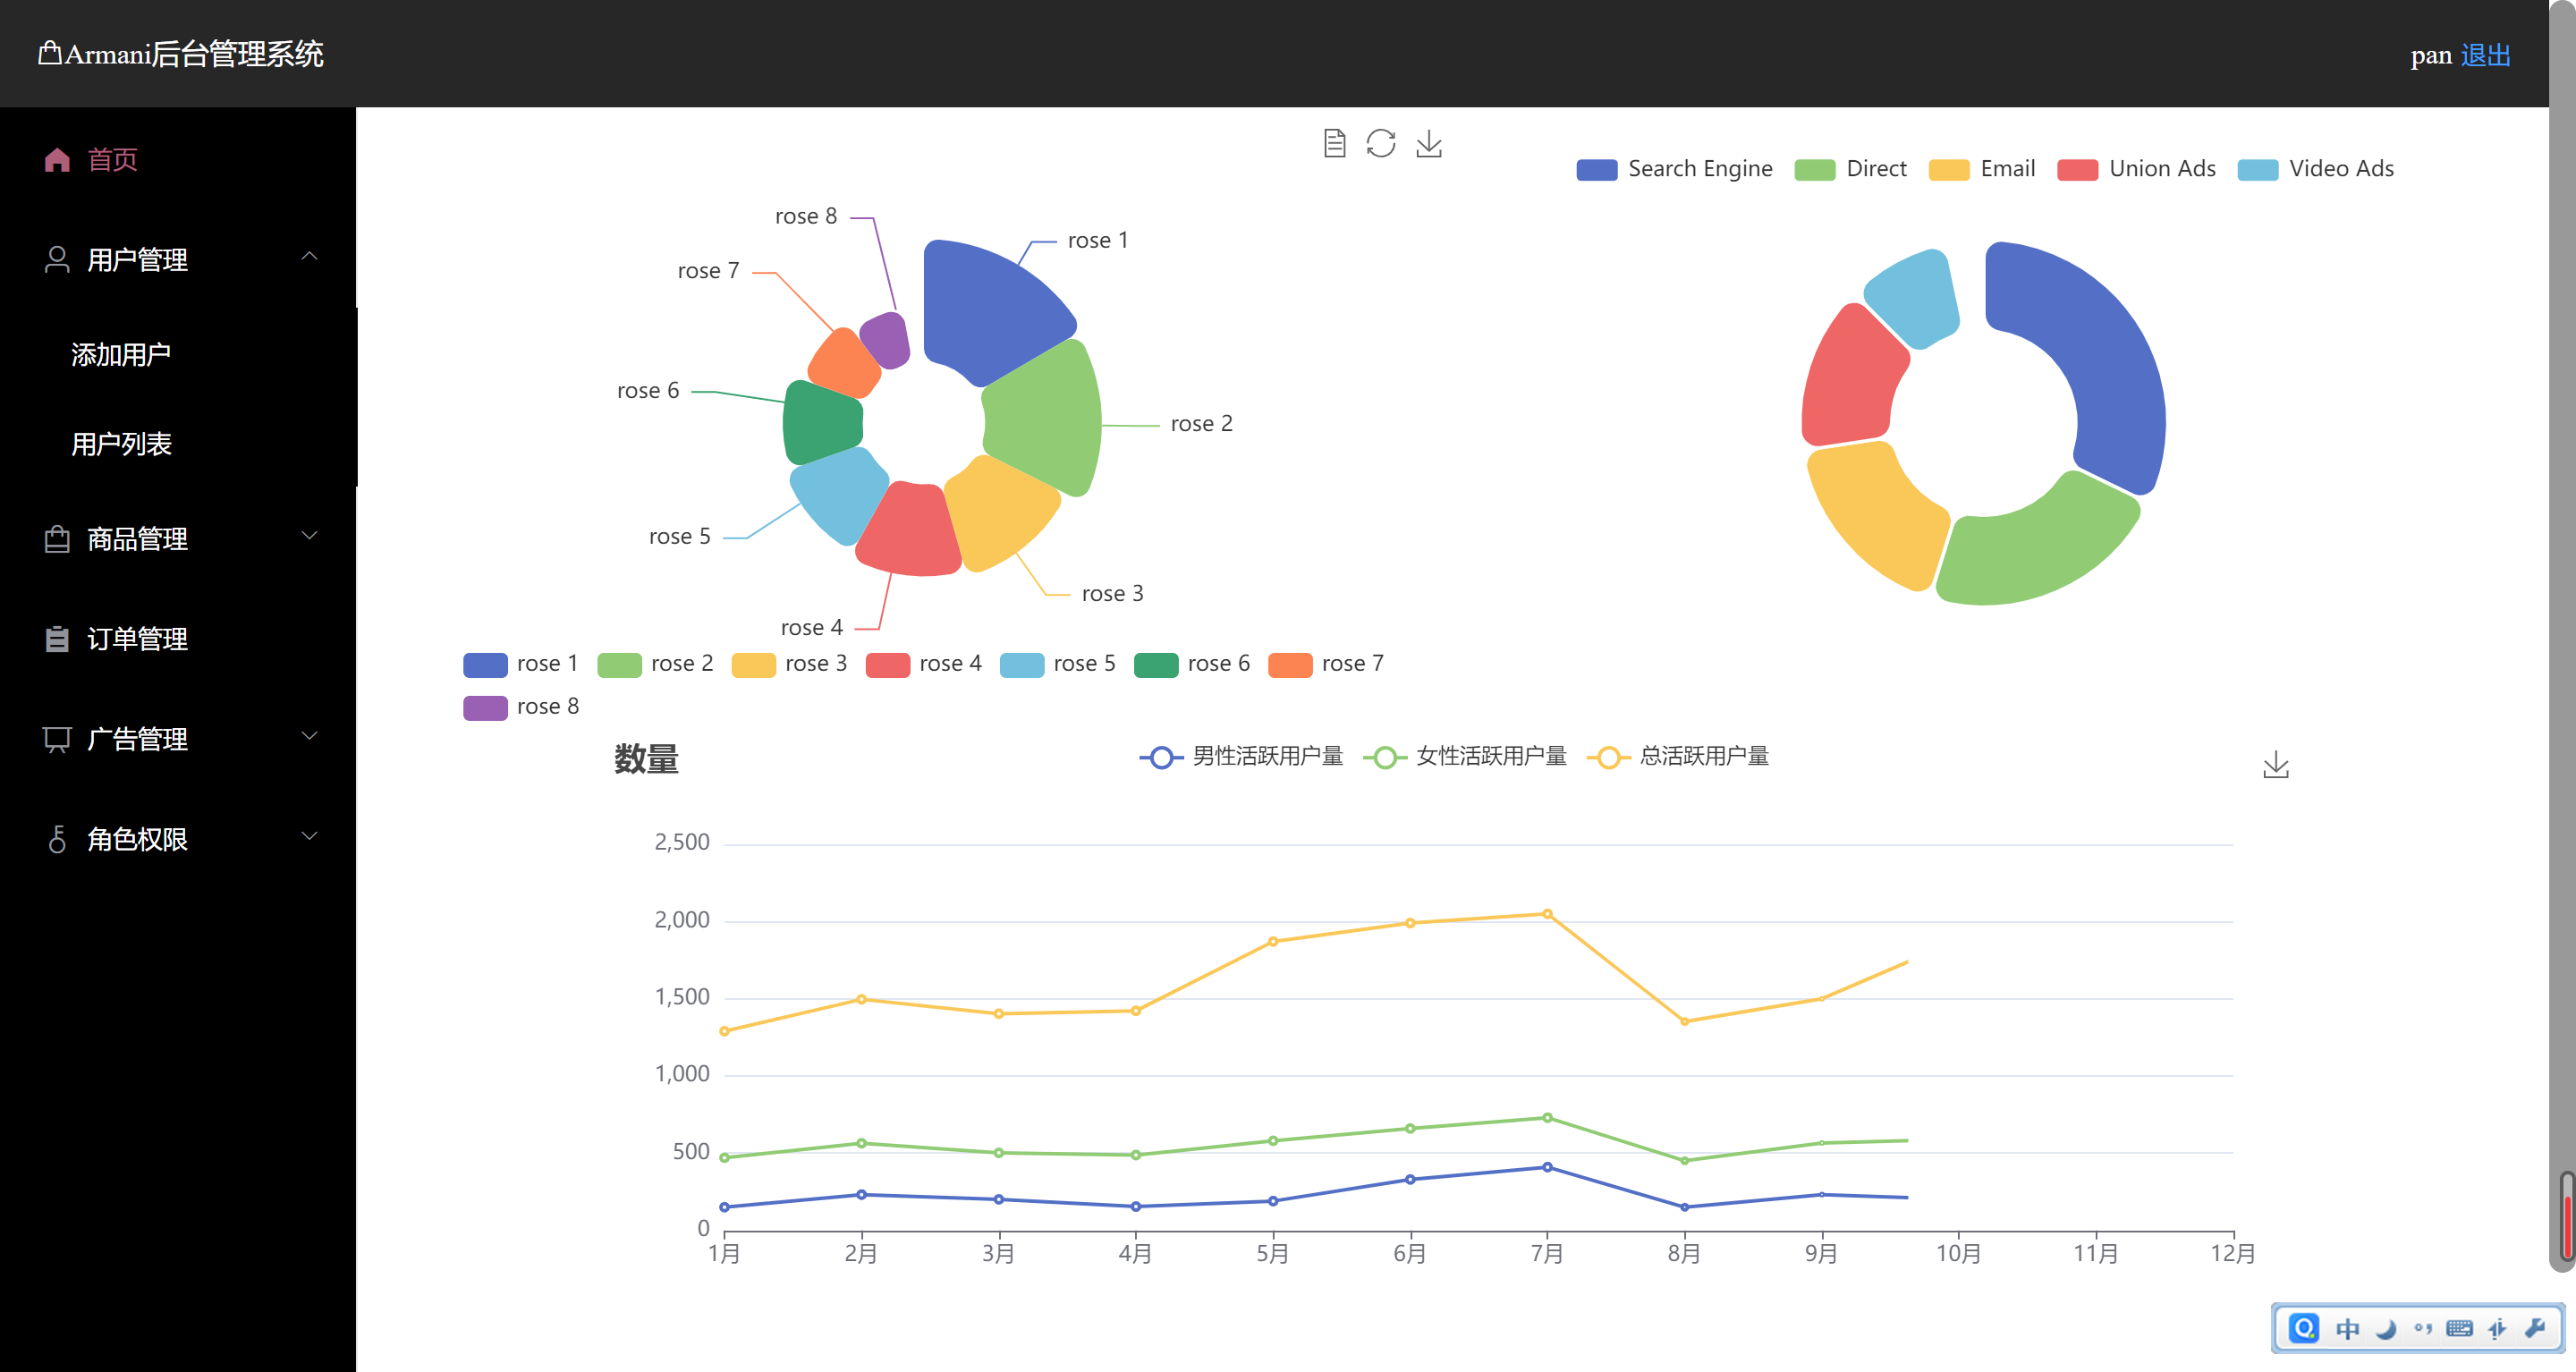 Armani后台管理系统
pan 退出
首页
用户管理
添加用户
用户列表
商品管理
订单管理
广告管理
角色权限
rose 8
rose 1
rose 7
rose 6
rose 2
rose 5
rose 3
rose 4
rose 1 rose 2 rose 3 rose 4 rose 5 rose 6 rose 7
rose 8
Search Engine Direct Email Union Ads Video Ads
数量
男性活跃用户量 女性活跃用户量 总活跃用户量
2,500
2,000
1,500
1,000
500
0
1月 2月 3月 4月 5月 6月 7月 8月 9月 10月 11月 12月
中